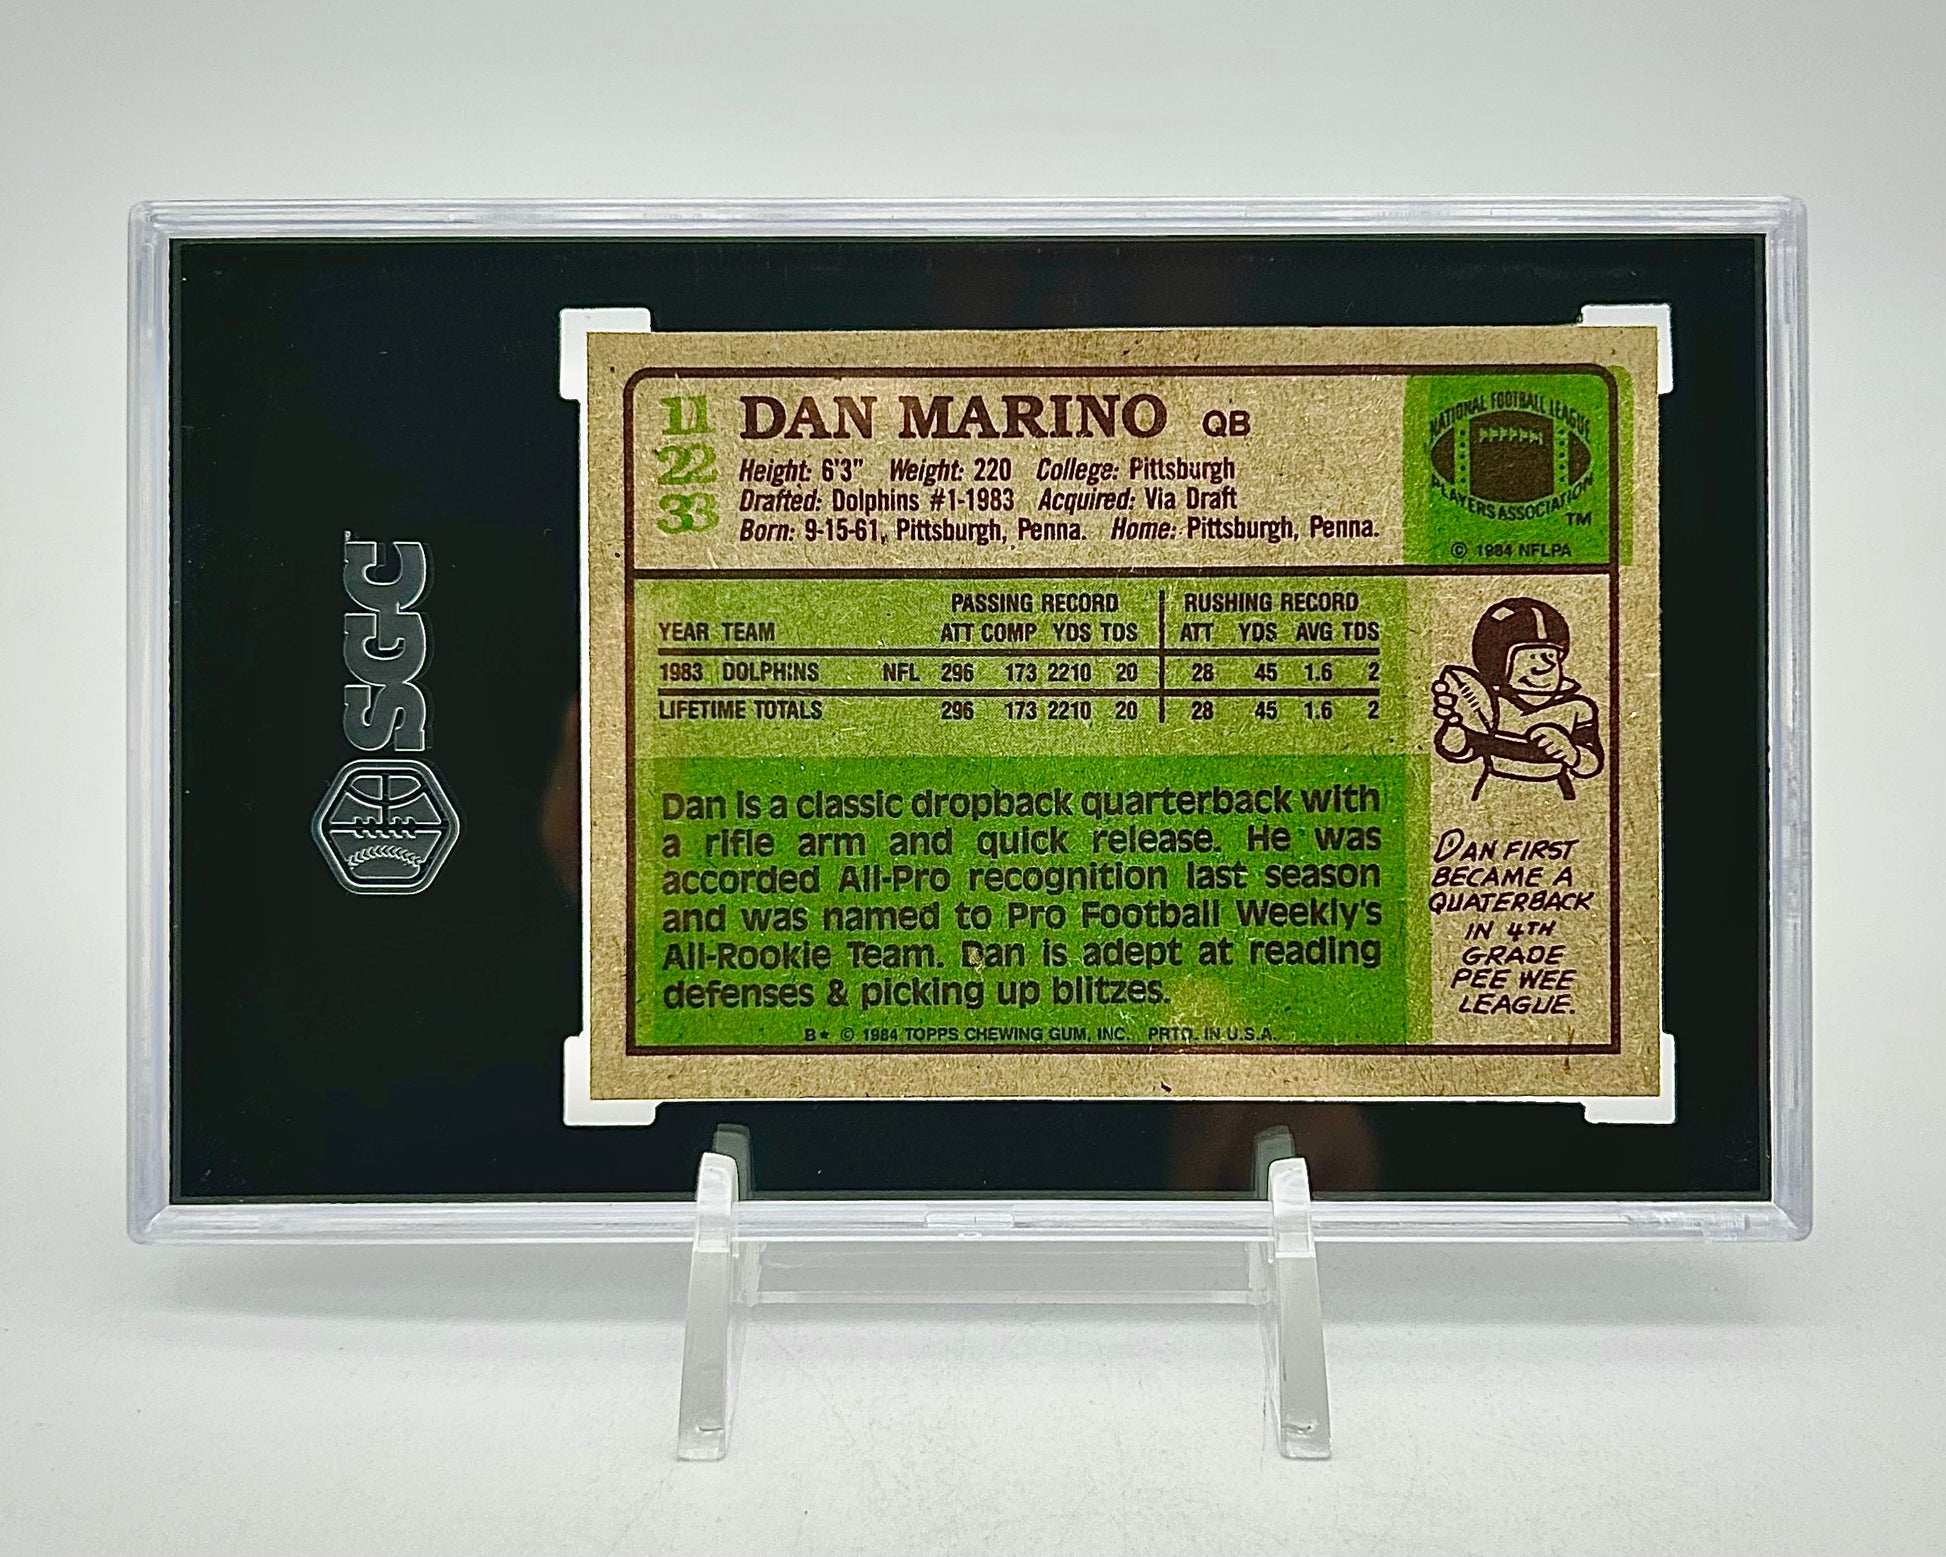 SGC
11
22
33
DAN MARINO QB
Height: 6'3" Weight: 220 College: Pittsburgh
Drafted: Dolphins #1-1983 Acquired: Via Draft
Born: 9-15-61, Pittsburgh, Penna. Home: Pittsburgh, Penna.
NATIONAL FOOTBALL LEAGUE
PLAYERS ASSOCIATION
TM
© 1984 NFLPA
PASSING RECORD RUSHING RECORD
YEAR TEAM ATT COMP YDS TDS ATT YDS AVG TDS
1983 DOLPHINS NFL 296 173 2210 20 28 45 1.6 2
LIFETIME TOTALS 296 173 2210 20 28 45 1.6 2
Dan is a classic dropback quarterback with
a rifle arm and quick release. He was
accorded All-Pro recognition last season
and was named to Pro Football Weekly's
All-Rookie Team. Dan is adept at reading
defenses & picking up blitzes.
B* © 1984 TOPPS CHEWING GUM, INC. PRTD. IN U.S.A.
DAN FIRST
BECAME A
QUATERBACK
IN 4TH
GRADE
PEE WEE
LEAGUE.